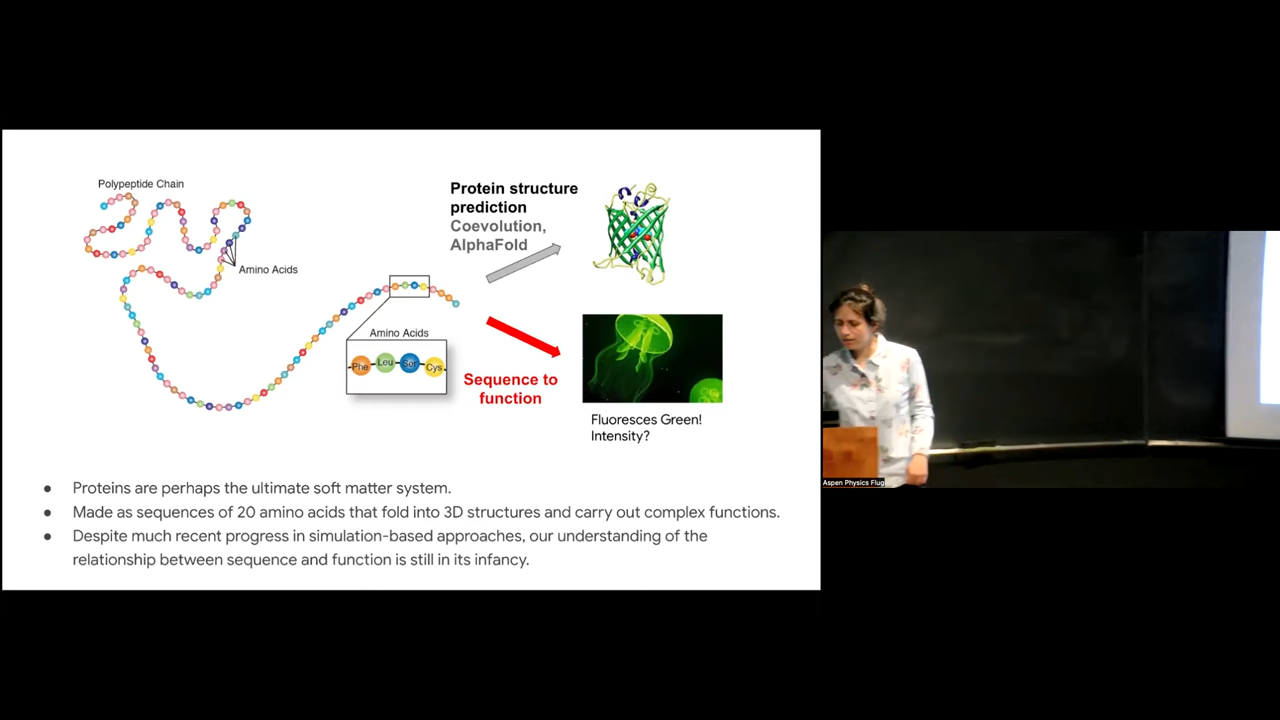 Polypeptide Chain
Amino Acids
Amino Acids
Phe Leu Ser Cys
Protein structure
prediction
Coevolution,
AlphaFold
Sequence to
function
Fluoresces Green!
Intensity?
● Proteins are perhaps the ultimate soft matter system.
● Made as sequences of 20 amino acids that fold into 3D structures and carry out complex functions.
● Despite much recent progress in simulation-based approaches, our understanding of the
relationship between sequence and function is still in its infancy.
Aspen Physics Flug